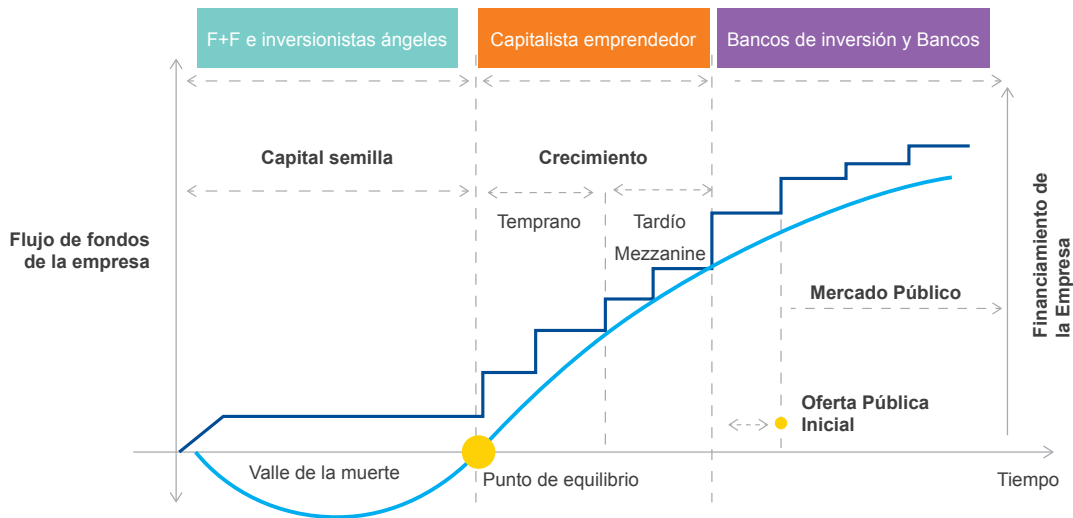 F+F e inversionistas ángeles
Capitalista emprendedor
Bancos de inversión y Bancos
Capital semilla
Crecimiento
Temprano
Tardío
Mezzanine
Flujo de fondos
de la empresa
Mercado Público
Financiamiento de
la Empresa
Oferta Pública
Inicial
Valle de la muerte
Punto de equilibrio
Tiempo